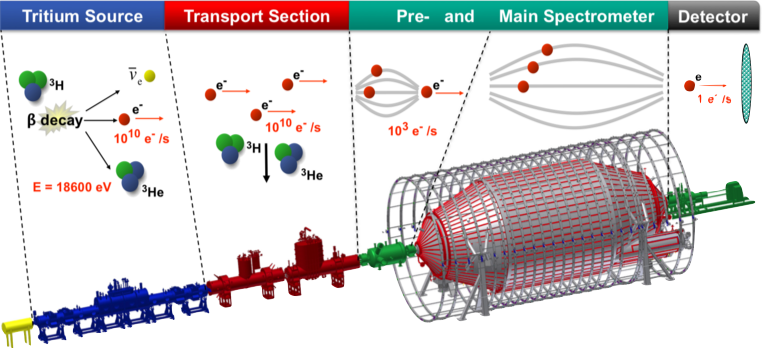 Tritium Source
Transport Section
Pre- and Main Spectrometer
Detector
³H
ν̅e
β decay
e-
10¹⁰ e-/s
³He
E = 18600 eV
e-
e-
e-
10¹⁰ e-/s
³H
³He
e-
10³ e-/s
e
1 e-/s